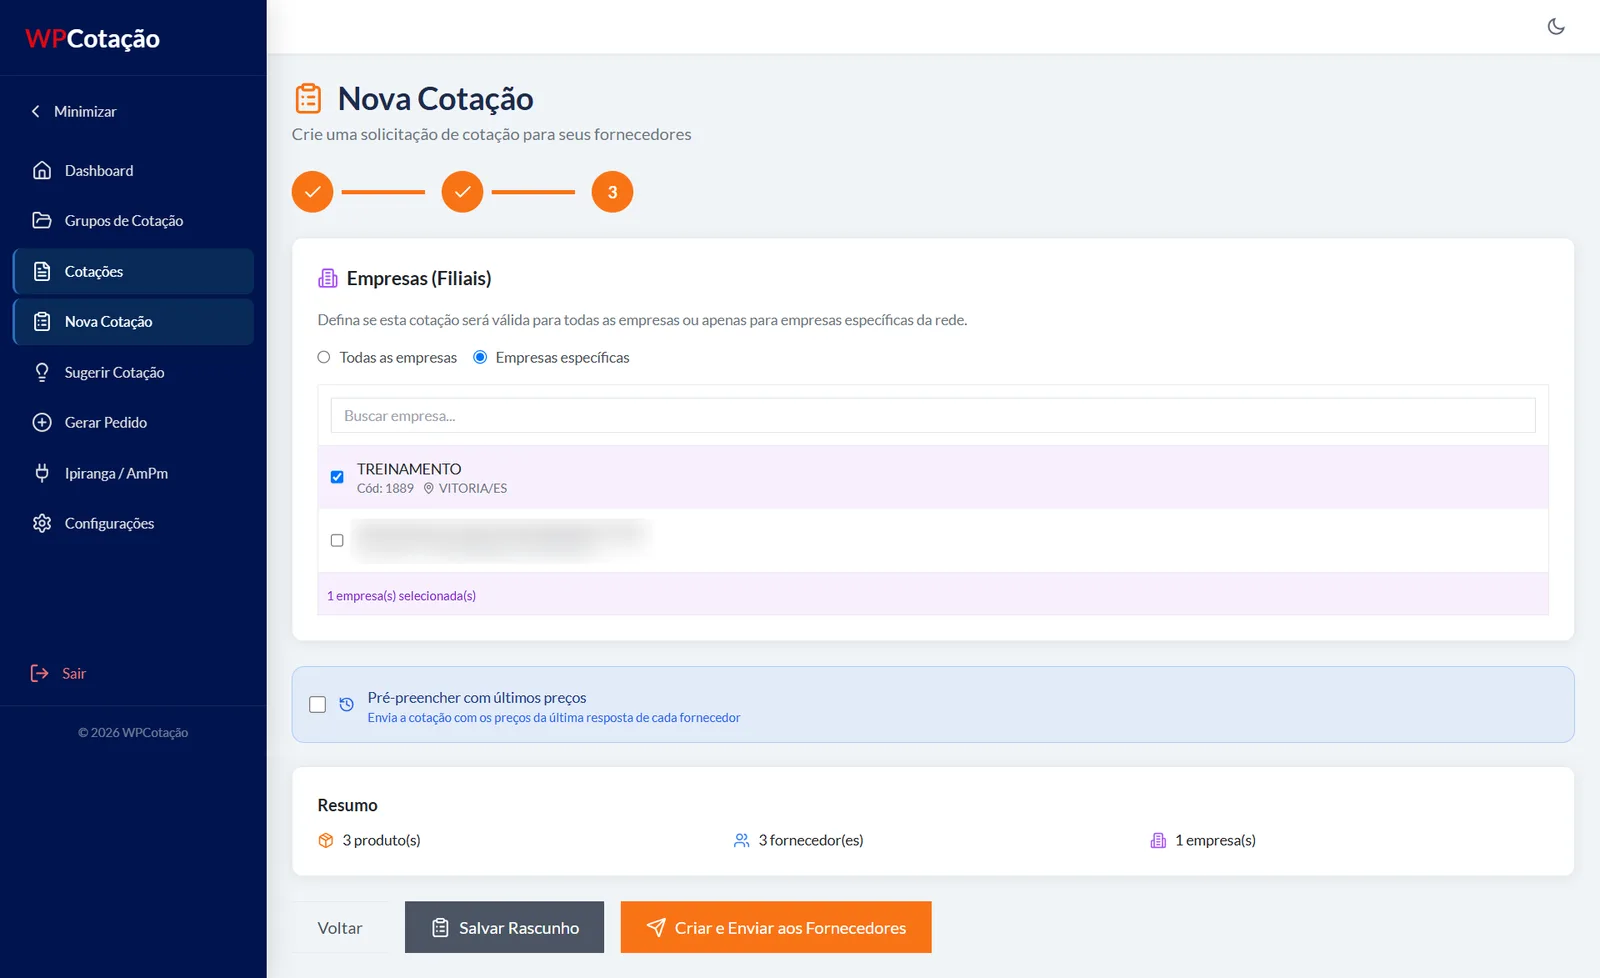 WPCotação
Minimizar
Dashboard
Grupos de Cotação
Cotações
Nova Cotação
Sugerir Cotação
Gerar Pedido
Ipiranga / AmPm
Configurações
Sair
© 2026 WPCotação
Nova Cotação
Crie uma solicitação de cotação para seus fornecedores
3
Empresas (Filiais)
Defina se esta cotação será válida para todas as empresas ou apenas para empresas específicas da rede.
Todas as empresas Empresas específicas
Buscar empresa...
TREINAMENTO
Cód: 1889 VITORIA/ES
1 empresa(s) selecionada(s)
Pré-preencher com últimos preços
Envia a cotação com os preços da última resposta de cada fornecedor
Resumo
3 produto(s) 3 fornecedor(es) 1 empresa(s)
Voltar Salvar Rascunho Criar e Enviar aos Fornecedores